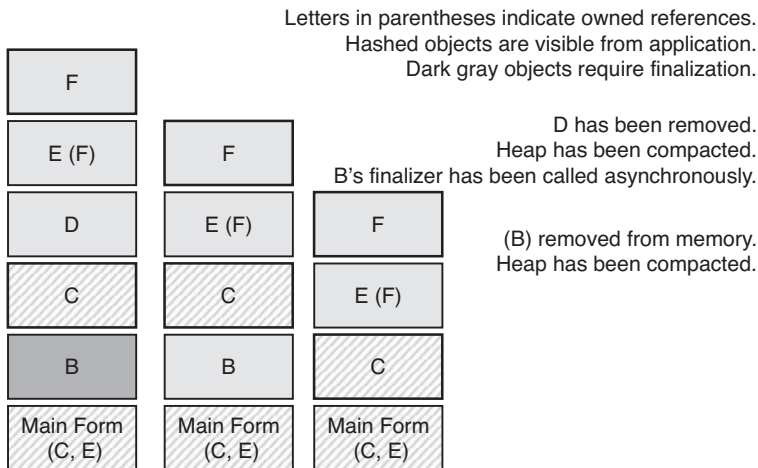 Letters in parentheses indicate owned references.
Hashed objects are visible from application.
Dark gray objects require finalization.
D has been removed.
Heap has been compacted.
B's finalizer has been called asynchronously.
(B) removed from memory.
Heap has been compacted.
F
E (F)
D
C
B
Main Form
(C, E)
F
E (F)
C
B
Main Form
(C, E)
F
E (F)
C
Main Form
(C, E)